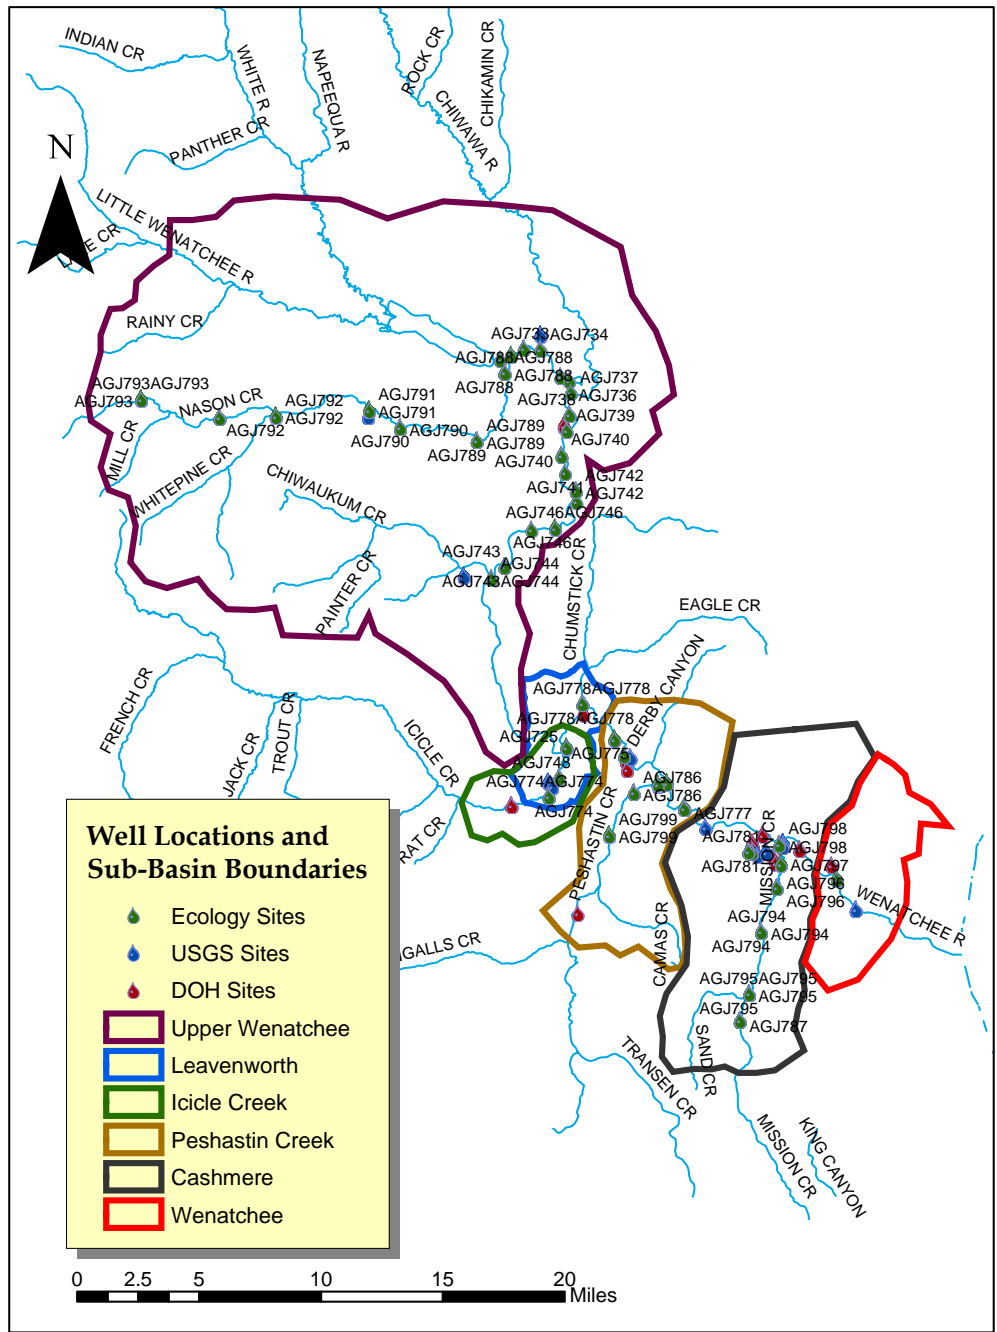 INDIAN CR
WHITE R
NAPEEQUA R
ROCK CR
CHIKAMIN CR
CHIWAWA R
PANTHER CR
N
LITTLE WENATCHEE R
CR
RAINY CR
AGJ733
AGJ734
AGJ788
AGJ788
AGJ788
AGJ788
AGJ737
AGJ736
AGJ738
AGJ793
AGJ793
AGJ793
NASON CR
AGJ792
AGJ792
AGJ792
AGJ791
AGJ791
AGJ790
AGJ790
AGJ789
AGJ789
AGJ789
AGJ739
AGJ740
AGJ740
MILL CR
WHITEPINE CR
CHIWAUKUM CR
AGJ742
AGJ741
AGJ742
AGJ746
AGJ746
AGJ746
AGJ743
AGJ744
AGJ743
AGJ744
PAINTER CR
CHUMSTICK CR
EAGLE CR
DERBY CANYON
FRENCH CR
JACK CR
TROUT CR
ICICLE CR
AGJ778
AGJ778
AGJ778
AGJ778
AGJ725
AGJ775
AGJ748
AGJ774
AGJ774
AGJ774
AGJ786
AGJ786
AGJ777
AGJ799
AGJ799
PESHASTIN CR
RAT CR
AGJ781
AGJ781
MISSION CR
AGJ798
AGJ798
AGJ797
AGJ796
AGJ796
WENATCHEE R
AGJ794
AGJ794
AGJ794
CAMAS CR
AGJ795
AGJ795
AGJ795
AGJ795
AGJ787
SAND CR
TRANSEN CR
MISSION CR
KING CANYON
Well Locations and
Sub-Basin Boundaries
Ecology Sites
USGS Sites
DOH Sites
Upper Wenatchee
Leavenworth
Icicle Creek
Peshastin Creek
Cashmere
Wenatchee
0 2.5 5 10 15 20
Miles